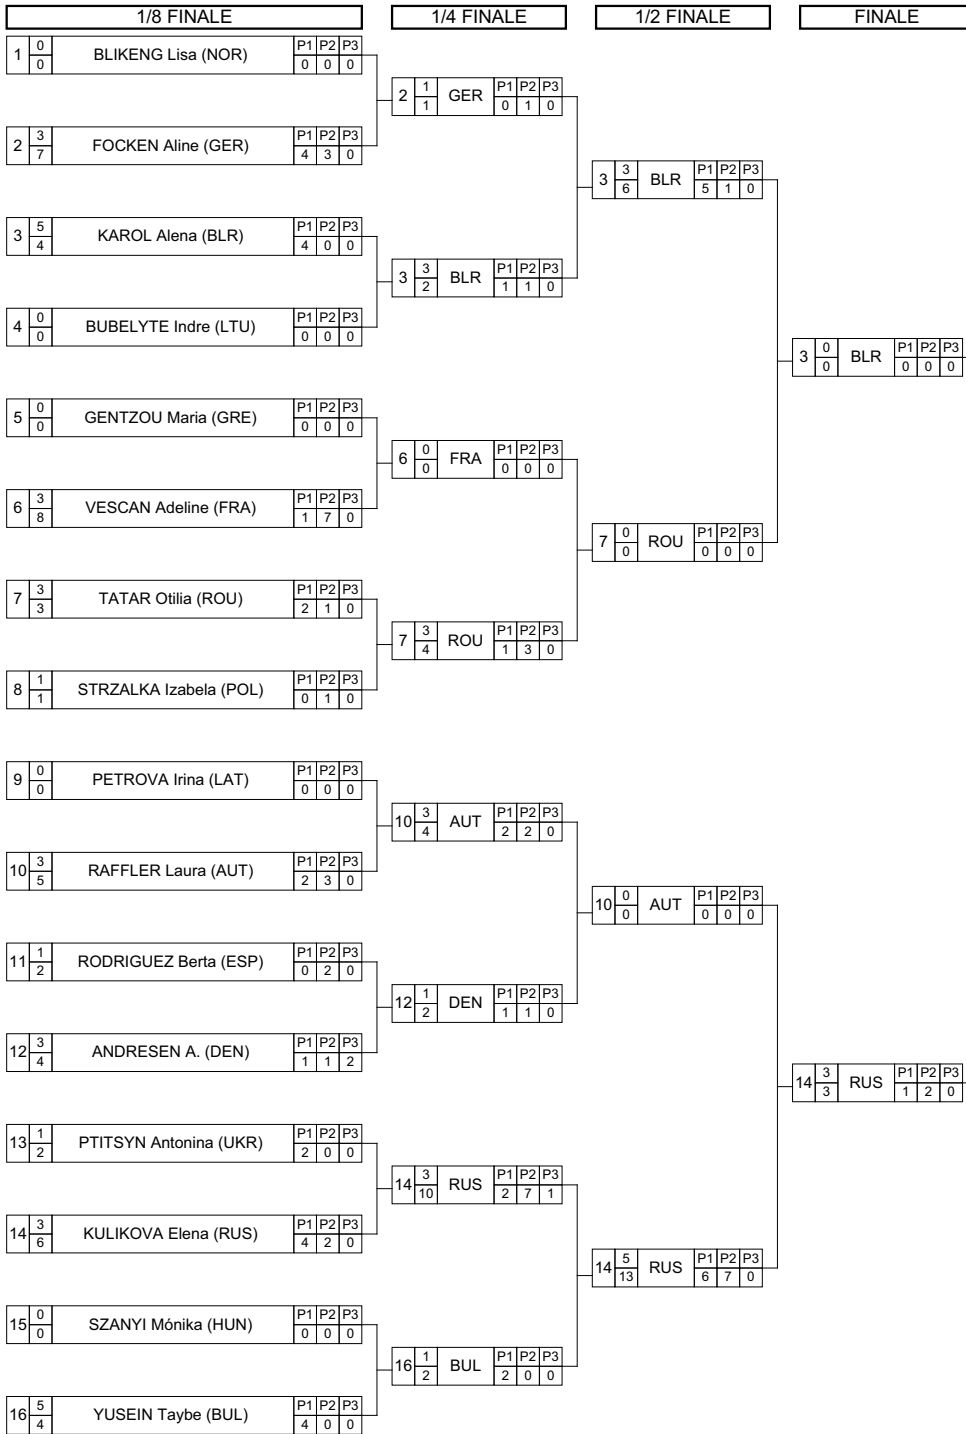 1/8 FINALE 1/4 FINALE 1/2 FINALE FINALE
1 0 0 BLIKENG Lisa (NOR) P1 P2 P3 0 0 0
2 1 1 GER P1 P2 P3 0 1 0
2 3 7 FOCKEN Aline (GER) P1 P2 P3 4 3 0
3 3 6 BLR P1 P2 P3 5 1 0
3 5 4 KAROL Alena (BLR) P1 P2 P3 4 0 0
3 3 2 BLR P1 P2 P3 1 1 0
4 0 0 BUBELYTE Indre (LTU) P1 P2 P3 0 0 0
3 0 0 BLR P1 P2 P3 0 0 0
5 0 0 GENTZOU Maria (GRE) P1 P2 P3 0 0 0
6 0 0 FRA P1 P2 P3 0 0 0
6 3 8 VESCAN Adeline (FRA) P1 P2 P3 1 7 0
7 0 0 ROU P1 P2 P3 0 0 0
7 3 3 TATAR Otilia (ROU) P1 P2 P3 2 1 0
7 3 4 ROU P1 P2 P3 1 3 0
8 1 1 STRZALKA Izabela (POL) P1 P2 P3 0 1 0
9 0 0 PETROVA Irina (LAT) P1 P2 P3 0 0 0
10 3 4 AUT P1 P2 P3 2 2 0
10 3 5 RAFFLER Laura (AUT) P1 P2 P3 2 3 0
10 0 0 AUT P1 P2 P3 0 0 0
11 1 2 RODRIGUEZ Berta (ESP) P1 P2 P3 0 2 0
12 1 2 DEN P1 P2 P3 1 1 0
12 3 4 ANDRESEN A. (DEN) P1 P2 P3 1 1 2
14 3 3 RUS P1 P2 P3 1 2 0
13 1 2 PTITSYN Antonina (UKR) P1 P2 P3 2 0 0
14 3 10 RUS P1 P2 P3 2 7 1
14 3 6 KULIKOVA Elena (RUS) P1 P2 P3 4 2 0
14 5 13 RUS P1 P2 P3 6 7 0
15 0 0 SZANYI Mónika (HUN) P1 P2 P3 0 0 0
16 1 2 BUL P1 P2 P3 2 0 0
16 5 4 YUSEIN Taybe (BUL) P1 P2 P3 4 0 0